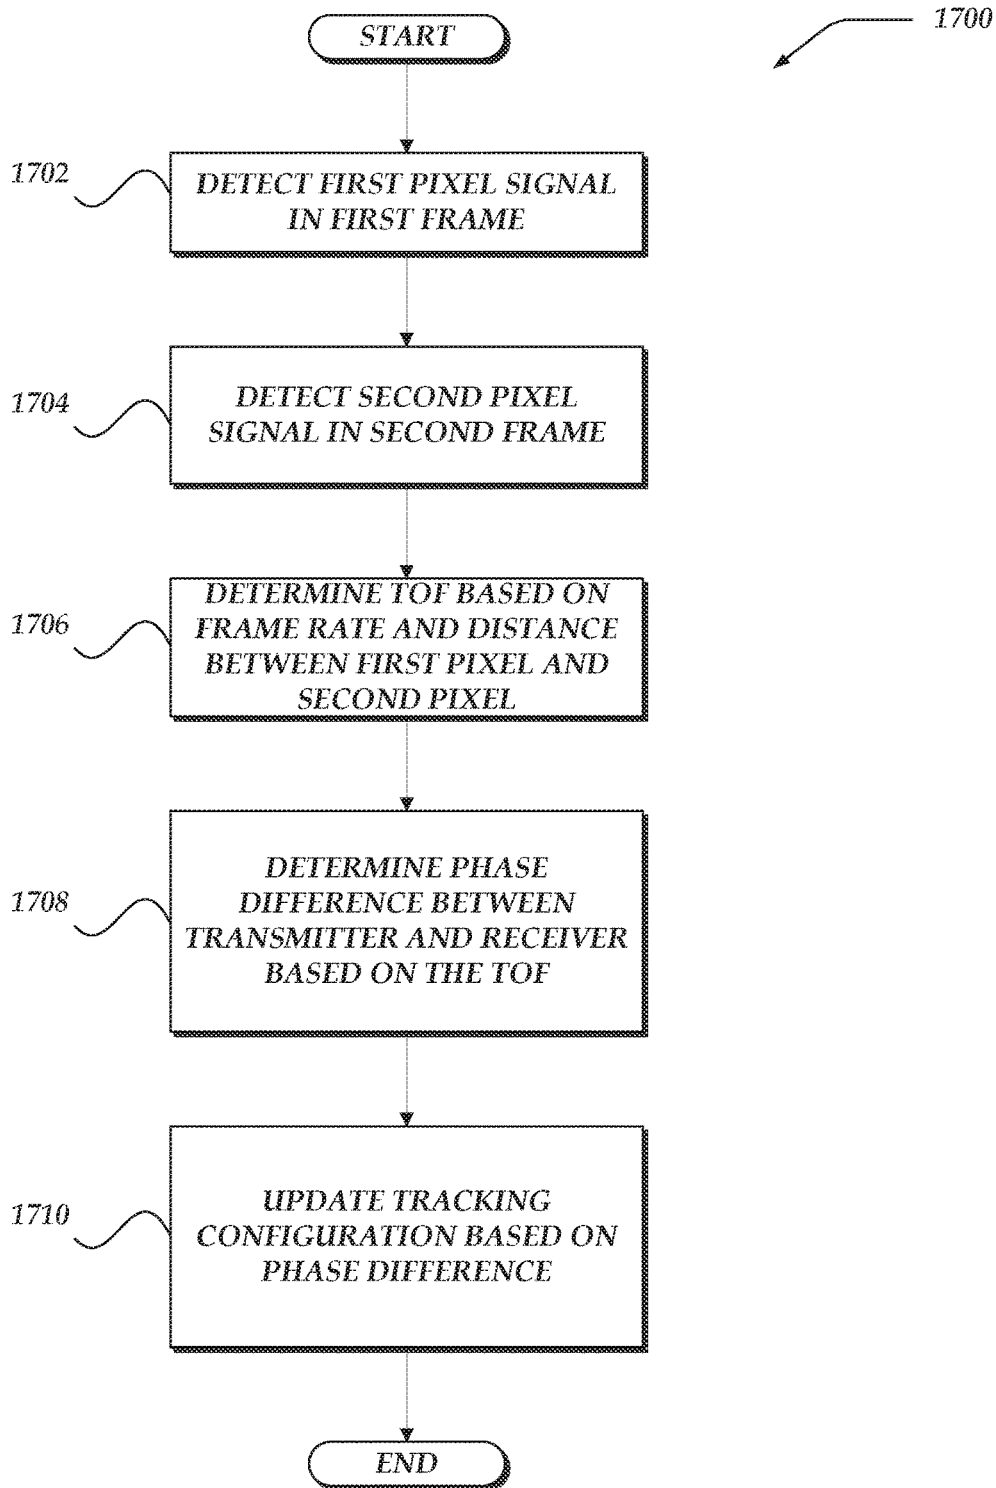 1700
START
1702
DETECT FIRST PIXEL SIGNAL
IN FIRST FRAME
1704
DETECT SECOND PIXEL
SIGNAL IN SECOND FRAME
1706
DETERMINE TOF BASED ON
FRAME RATE AND DISTANCE
BETWEEN FIRST PIXEL AND
SECOND PIXEL
1708
DETERMINE PHASE
DIFFERENCE BETWEEN
TRANSMITTER AND RECEIVER
BASED ON THE TOF
1710
UPDATE TRACKING
CONFIGURATION BASED ON
PHASE DIFFERENCE
END